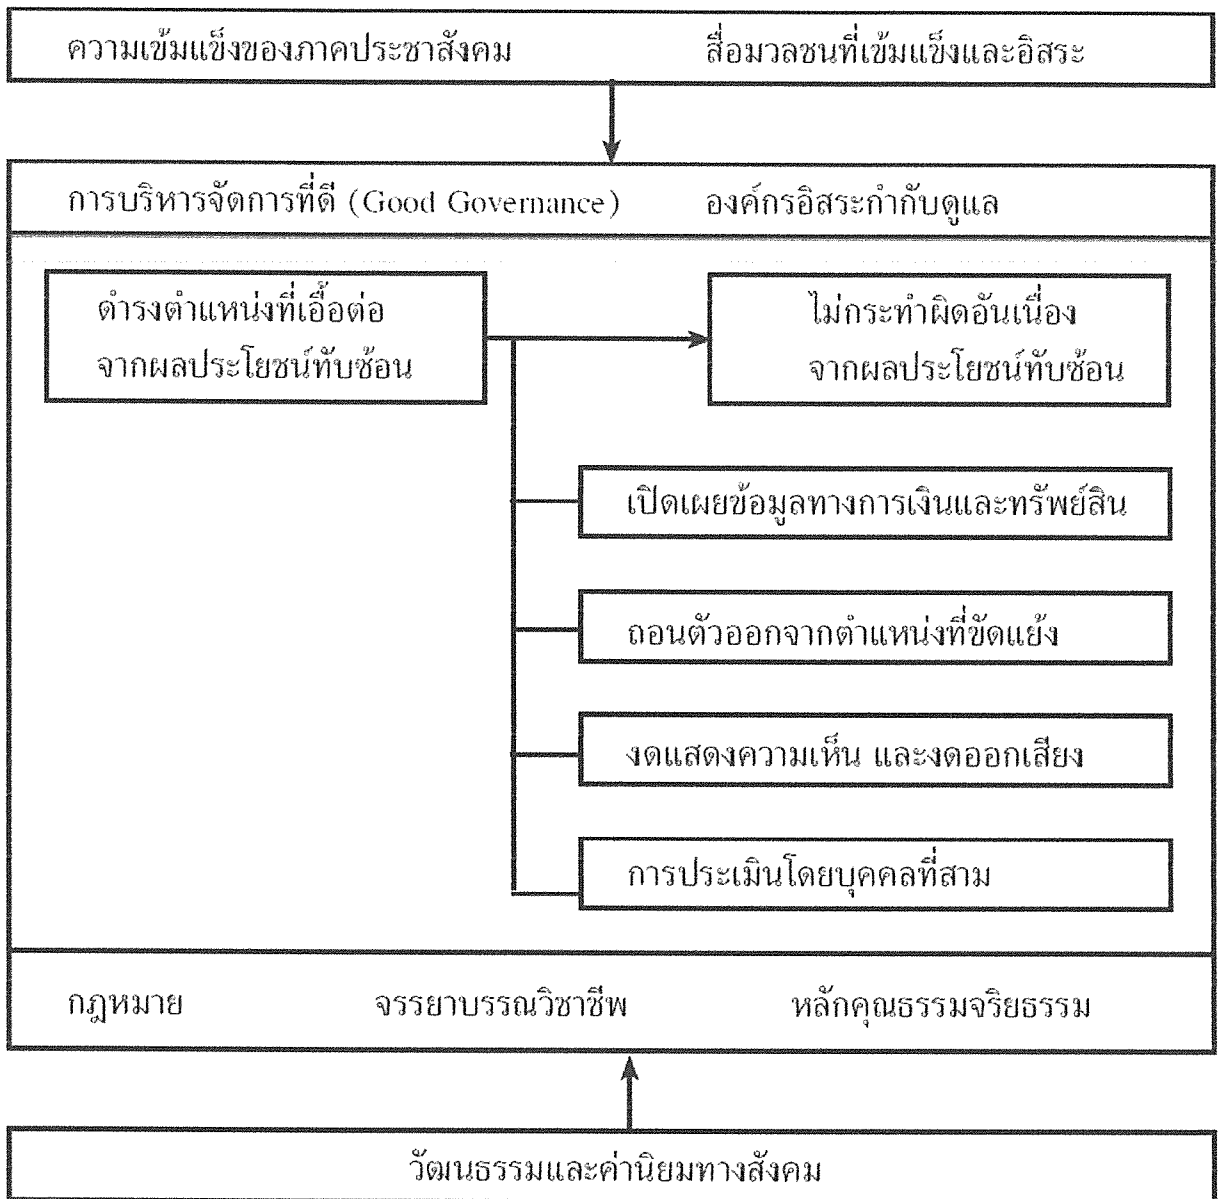 ความเข้มแข็งของภาคประชาสังคม สื่อมวลชนที่เข้มแข็งและอิสระ
การบริหารจัดการที่ดี (Good Governance) องค์กรอิสระกำกับดูแล
ดำรงตำแหน่งที่เอื้อต่อ
จากผลประโยชน์ทับซ้อน
ไม่กระทำผิดอันเนื่อง
จากผลประโยชน์ทับซ้อน
เปิดเผยข้อมูลทางการเงินและทรัพย์สิน
ถอนตัวออกจากตำแหน่งที่ขัดแย้ง
งดแสดงความเห็น และงดออกเสียง
การประเมินโดยบุคคลที่สาม
กฎหมาย จรรยาบรรณวิชาชีพ หลักคุณธรรมจริยธรรม
วัฒนธรรมและค่านิยมทางสังคม